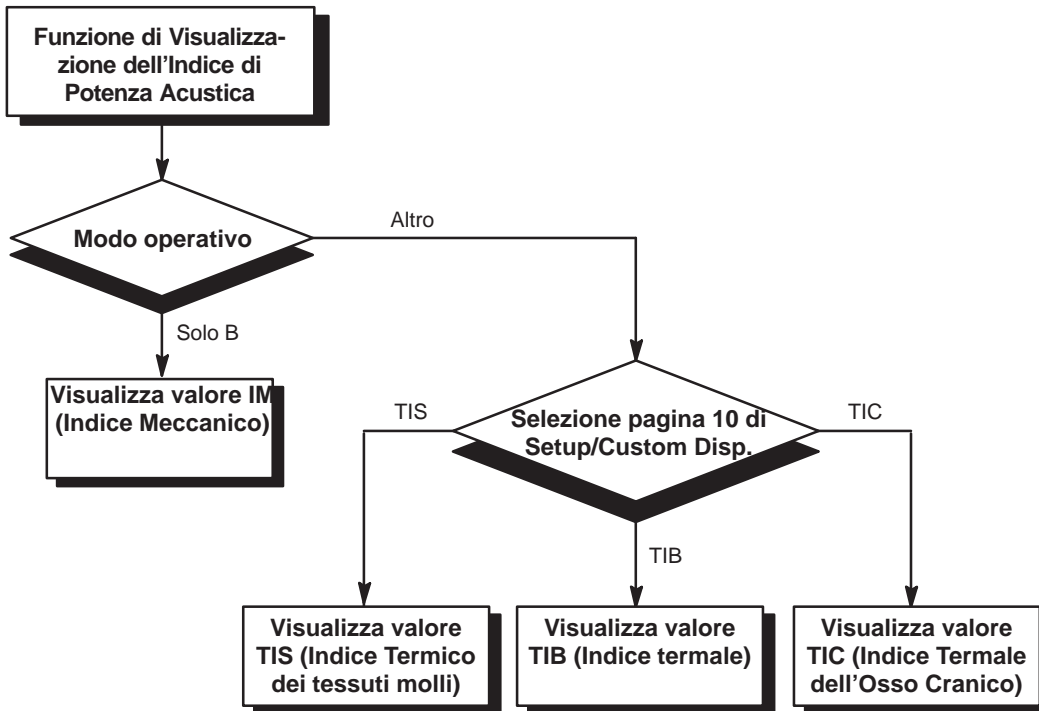 Funzione di Visualizza-
zione dell'Indice di
Potenza Acustica
Modo operativo
Altro
Solo B
Visualizza valore IM
(Indice Meccanico)
TIS
Selezione pagina 10 di
Setup/Custom Disp.
TIC
TIB
Visualizza valore
TIS (Indice Termico
dei tessuti molli)
Visualizza valore
TIB (Indice termale)
Visualizza valore
TIC (Indice Termale
dell'Osso Cranico)